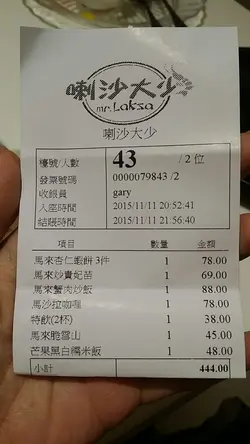 喇沙大少
mr. Laksa
喇沙大少
檯號/人數 43 /2 位
發票號碼 0000079843 /2
收銀員 gary
入座時間 2015/11/11 20:52:41
結賬時間 2015/11/11 21:56:40
項目 數量 金額
馬來杏仁蝦餅 3件 1 78.00
馬來炒貴妃苗 1 69.00
馬來蟹肉炒飯 1 88.00
馬沙拉咖喱 1 78.00
特飲(2杯) 1 38.00
馬來脆雪山 1 45.00
芒果黑白糯米飯 1 48.00
小計 444.00